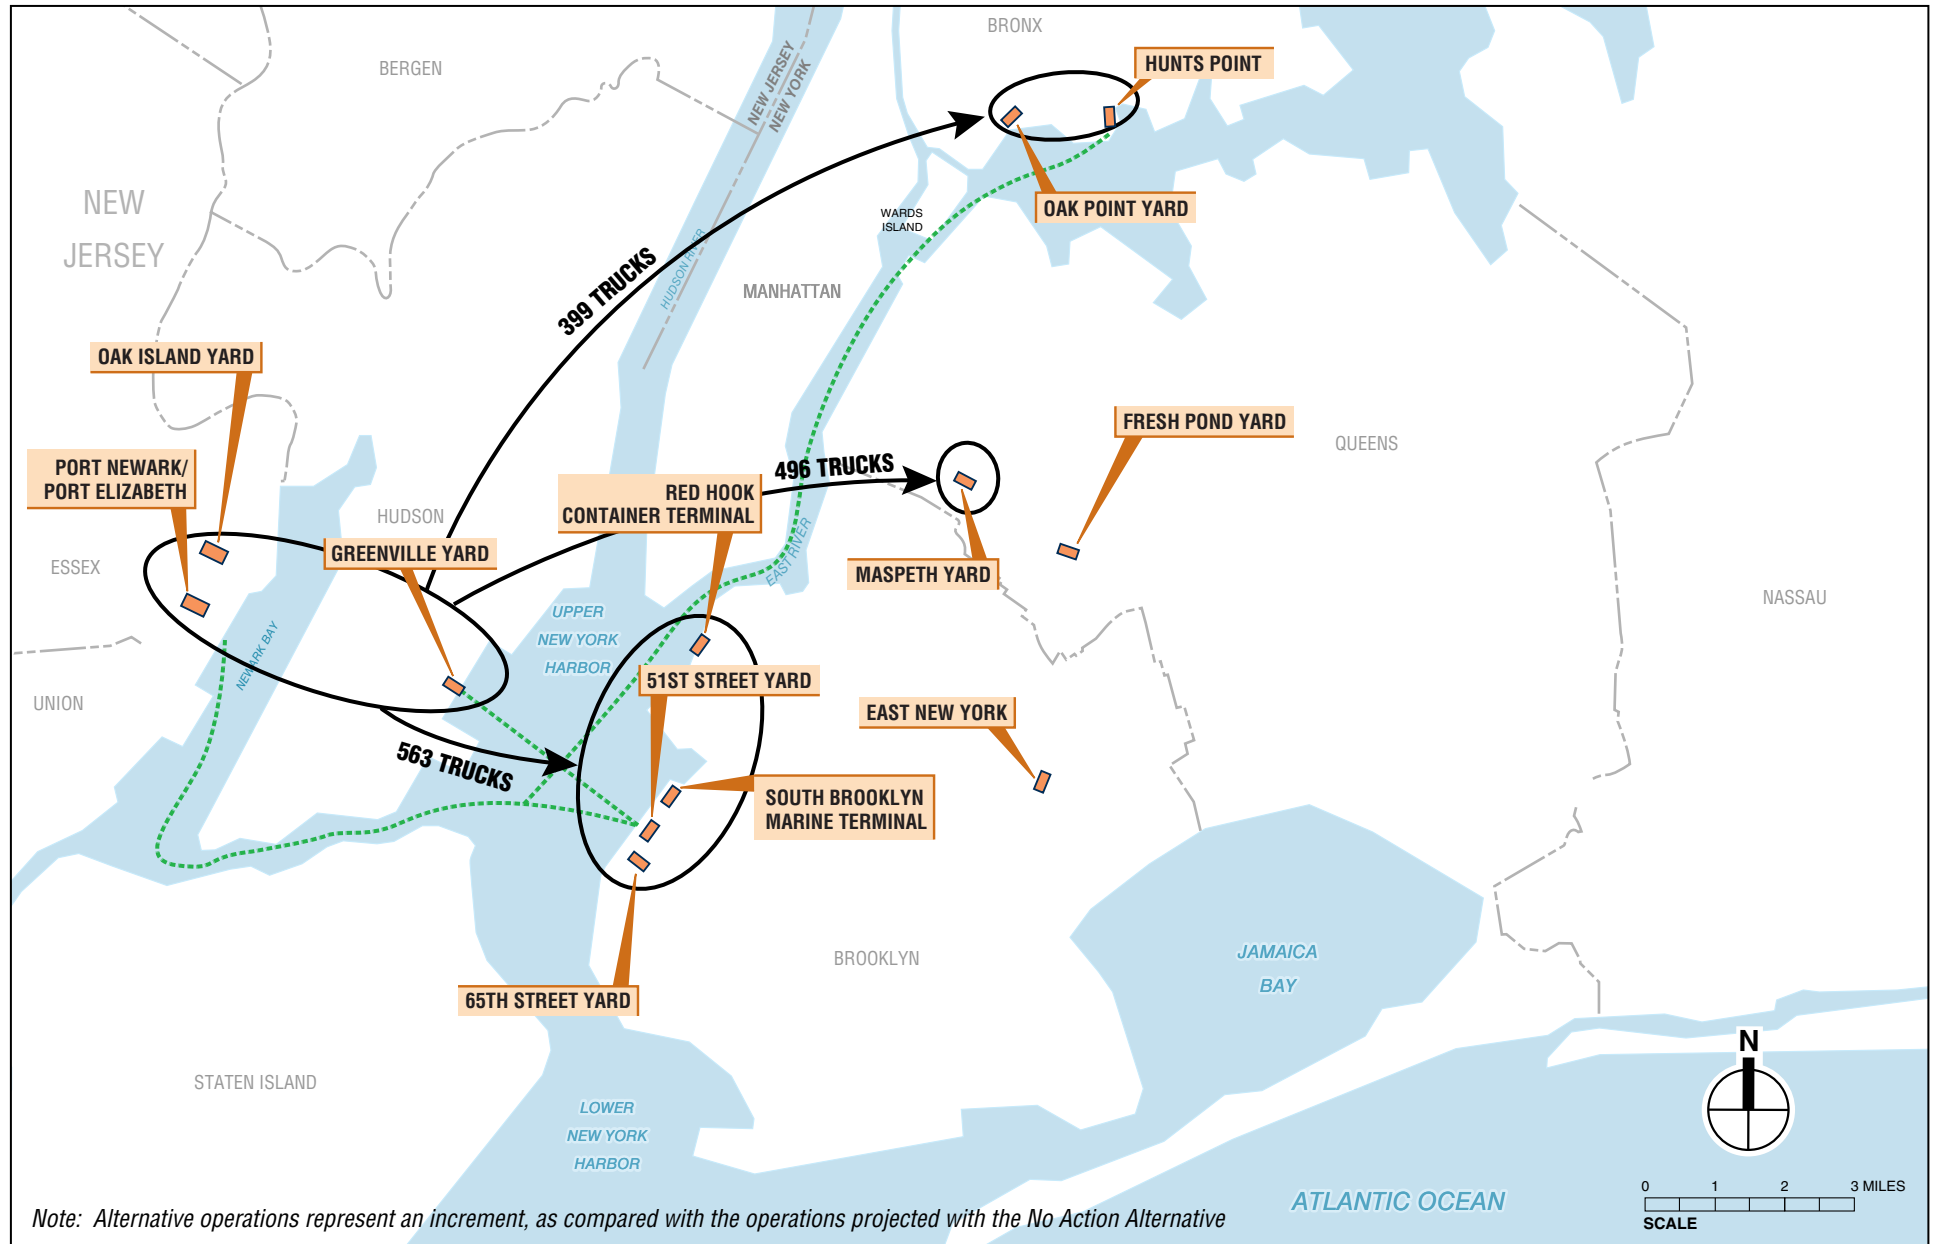 BRONX
HUNTS POINT
BERGEN
NEW JERSEY
NEW YORK
NEW
JERSEY
OAK POINT YARD
WARDS
ISLAND
HUDSON RIVER
399 TRUCKS
MANHATTAN
OAK ISLAND YARD
FRESH POND YARD
QUEENS
PORT NEWARK/
PORT ELIZABETH
496 TRUCKS
RED HOOK
CONTAINER TERMINAL
HUDSON
GREENVILLE YARD
EAST RIVER
ESSEX
MASPETH YARD
NASSAU
UPPER
NEW YORK
HARBOR
NEWARK BAY
51ST STREET YARD
UNION
EAST NEW YORK
563 TRUCKS
SOUTH BROOKLYN
MARINE TERMINAL
BROOKLYN
JAMAICA
BAY
65TH STREET YARD
STATEN ISLAND
LOWER
NEW YORK
HARBOR
N
ATLANTIC OCEAN
0 1 2 3 MILES
SCALE
Note: Alternative operations represent an increment, as compared with the operations projected with the No Action Alternative